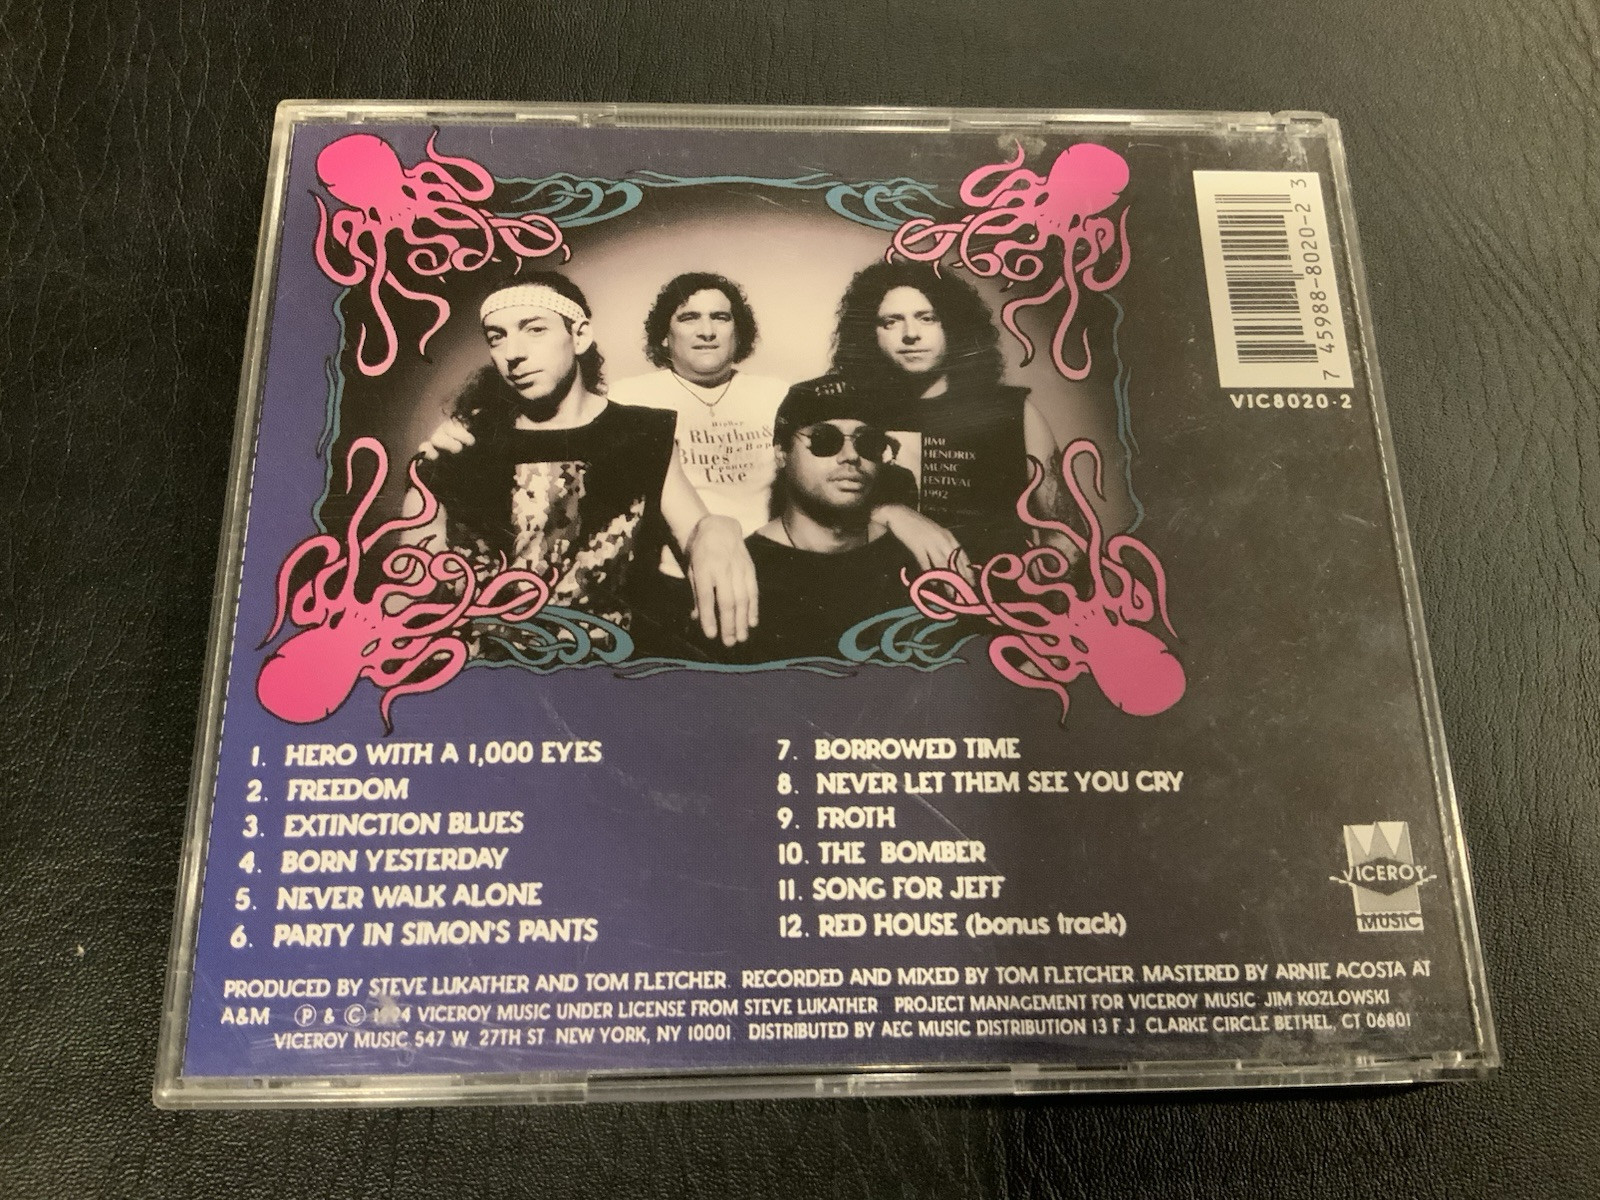 7 45988-8020-2 3
VIC8020-2
Rhythm&
BeBop
Blues
Country
Live
JIMI
HENDRIX
MUSIC
FESTIVAL
1992
1. HERO WITH A 1,000 EYES
2. FREEDOM
3. EXTINCTION BLUES
4. BORN YESTERDAY
5. NEVER WALK ALONE
6. PARTY IN SIMON'S PANTS
7. BORROWED TIME
8. NEVER LET THEM SEE YOU CRY
9. FROTH
10. THE BOMBER
11. SONG FOR JEFF
12. RED HOUSE (bonus track)
VICEROY
MUSIC
PRODUCED BY STEVE LUKATHER AND TOM FLETCHER. RECORDED AND MIXED BY TOM FLETCHER. MASTERED BY ARNIE ACOSTA AT
A&M Ⓟ & © 1994 VICEROY MUSIC UNDER LICENSE FROM STEVE LUKATHER. PROJECT MANAGEMENT FOR VICEROY MUSIC JIM KOZLOWSKI
VICEROY MUSIC 547 W. 27TH ST NEW YORK, NY 10001 DISTRIBUTED BY AEC MUSIC DISTRIBUTION 13 F.J. CLARKE CIRCLE BETHEL, CT 06801